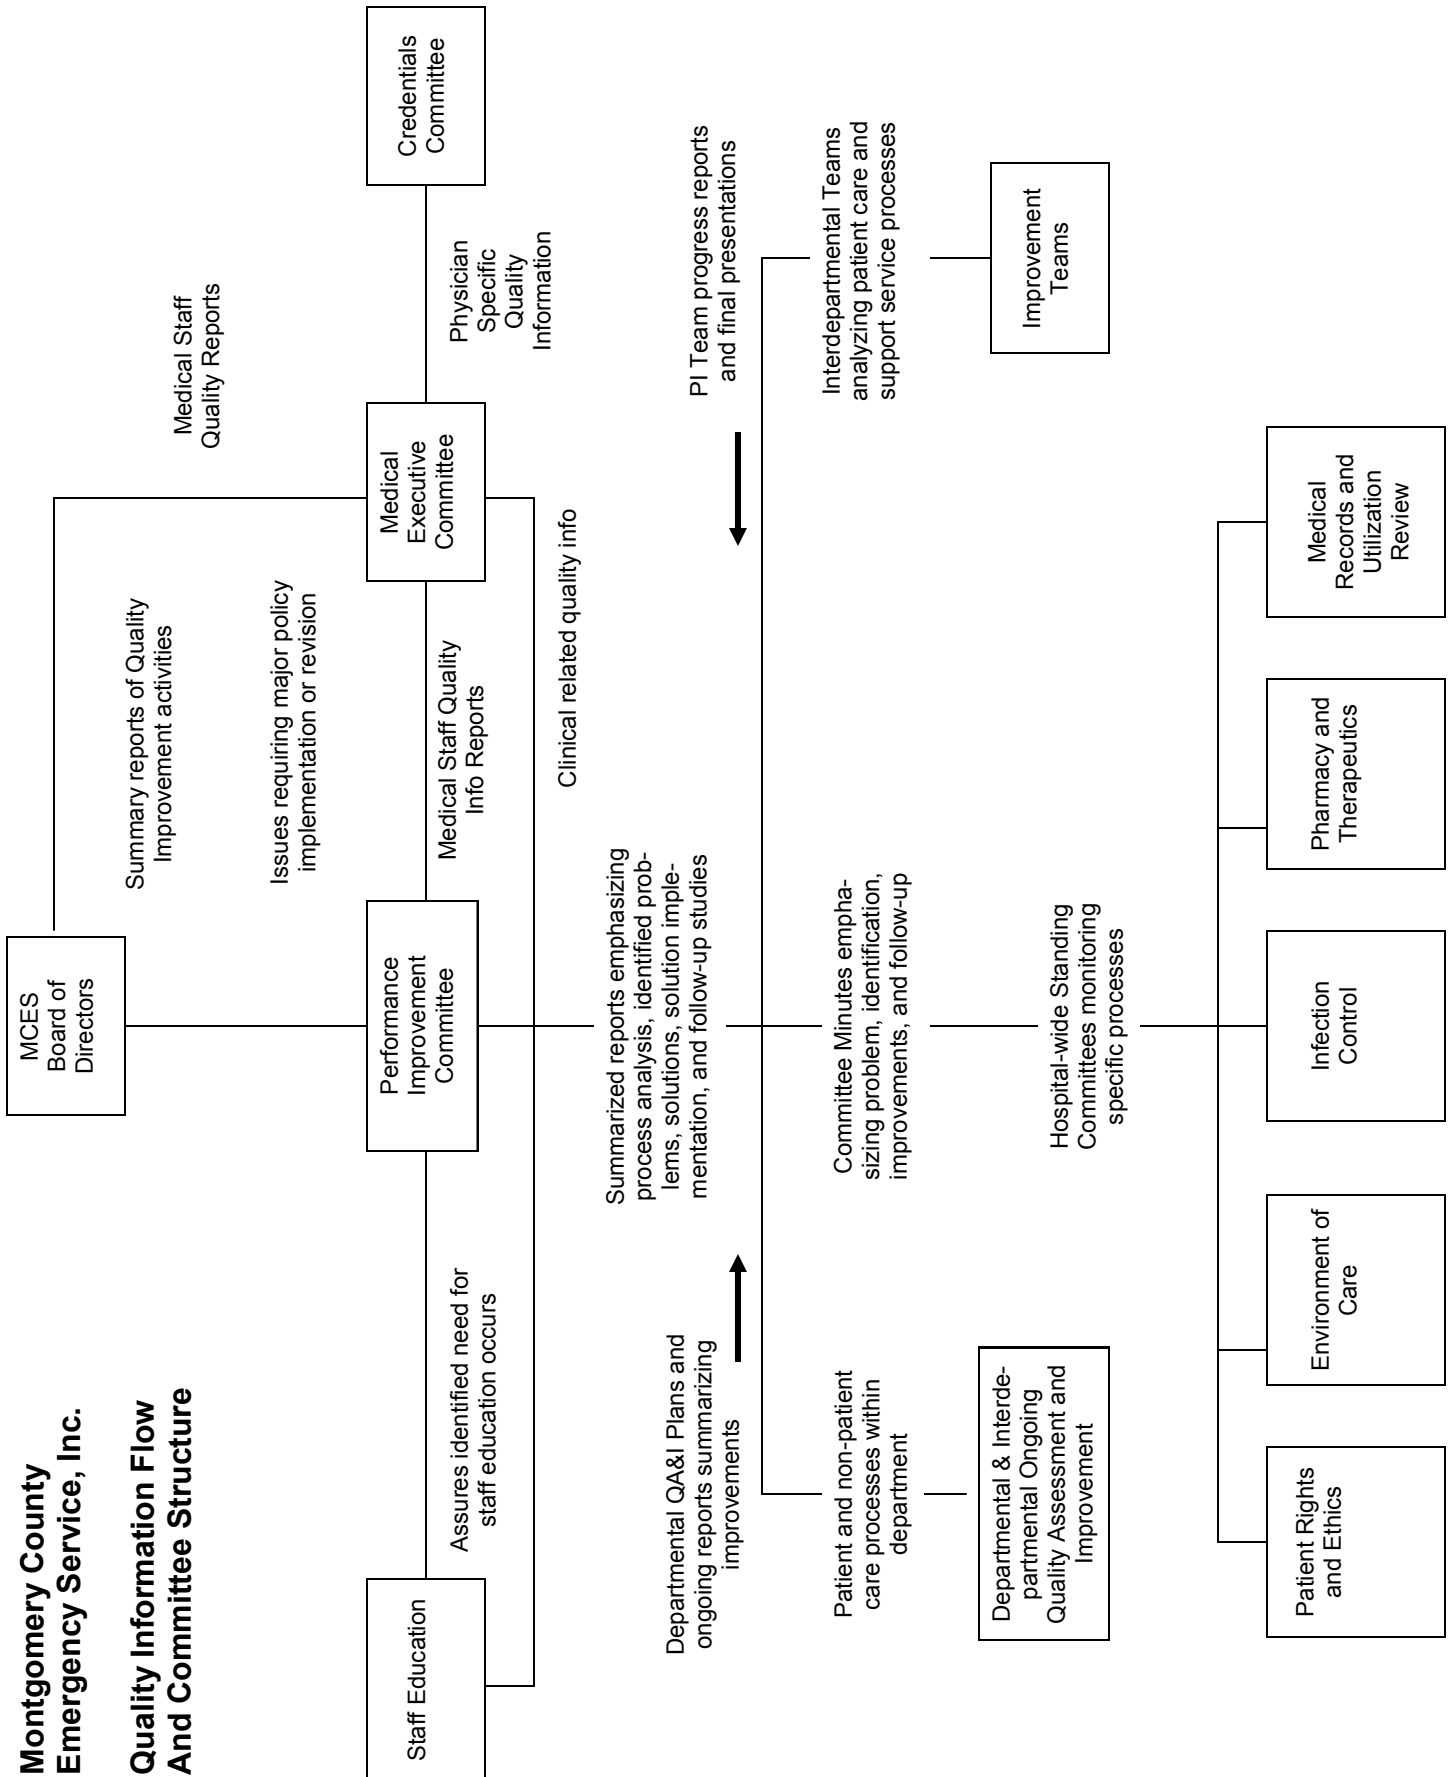 Montgomery County
Emergency Service, Inc.
Quality Information Flow
And Committee Structure
MCES
Board of
Directors
Summary reports of Quality
Improvement activities
Medical Staff
Quality Reports
Issues requiring major policy
implementation or revision
Staff Education
Assures identified need for
staff education occurs
Performance
Improvement
Committee
Medical Staff Quality
Info Reports
Medical
Executive
Committee
Physician
Specific
Quality
Information
Credentials
Committee
Clinical related quality info
Summarized reports emphasizing
process analysis, identified prob-
lems, solutions, solution imple-
mentation, and follow-up studies
Departmental QA&I Plans and
ongoing reports summarizing
improvements
PI Team progress reports
and final presentations
Patient and non-patient
care processes within
department
Committee Minutes empha-
sizing problem, identification,
improvements, and follow-up
Interdepartmental Teams
analyzing patient care and
support service processes
Departmental & Interde-
partmental Ongoing
Quality Assessment and
Improvement
Hospital-wide Standing
Committees monitoring
specific processes
Improvement
Teams
Patient Rights
and Ethics
Environment of
Care
Infection
Control
Pharmacy and
Therapeutics
Medical
Records and
Utilization
Review